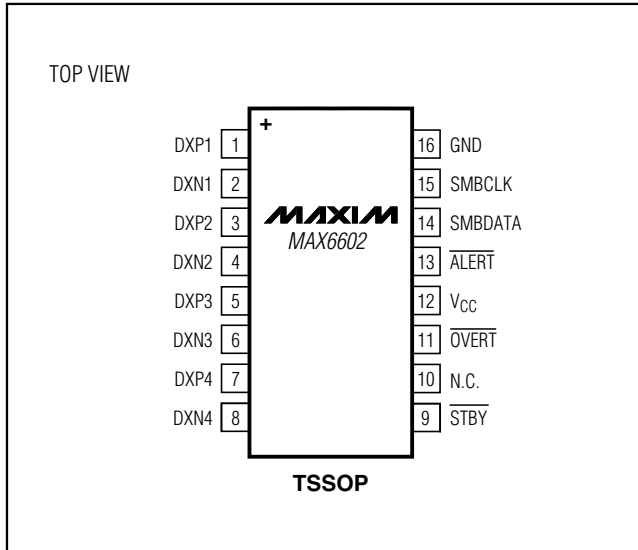 TOP VIEW
+
DXP1 1 16 GND
DXN1 2 15 SMBCLK
DXP2 3 MAXIM 14 SMBDATA
MAX6602
DXN2 4 13 ALERT
DXP3 5 12 VCC
DXN3 6 11 OVERT
DXP4 7 10 N.C.
DXN4 8 9 STBY
TSSOP